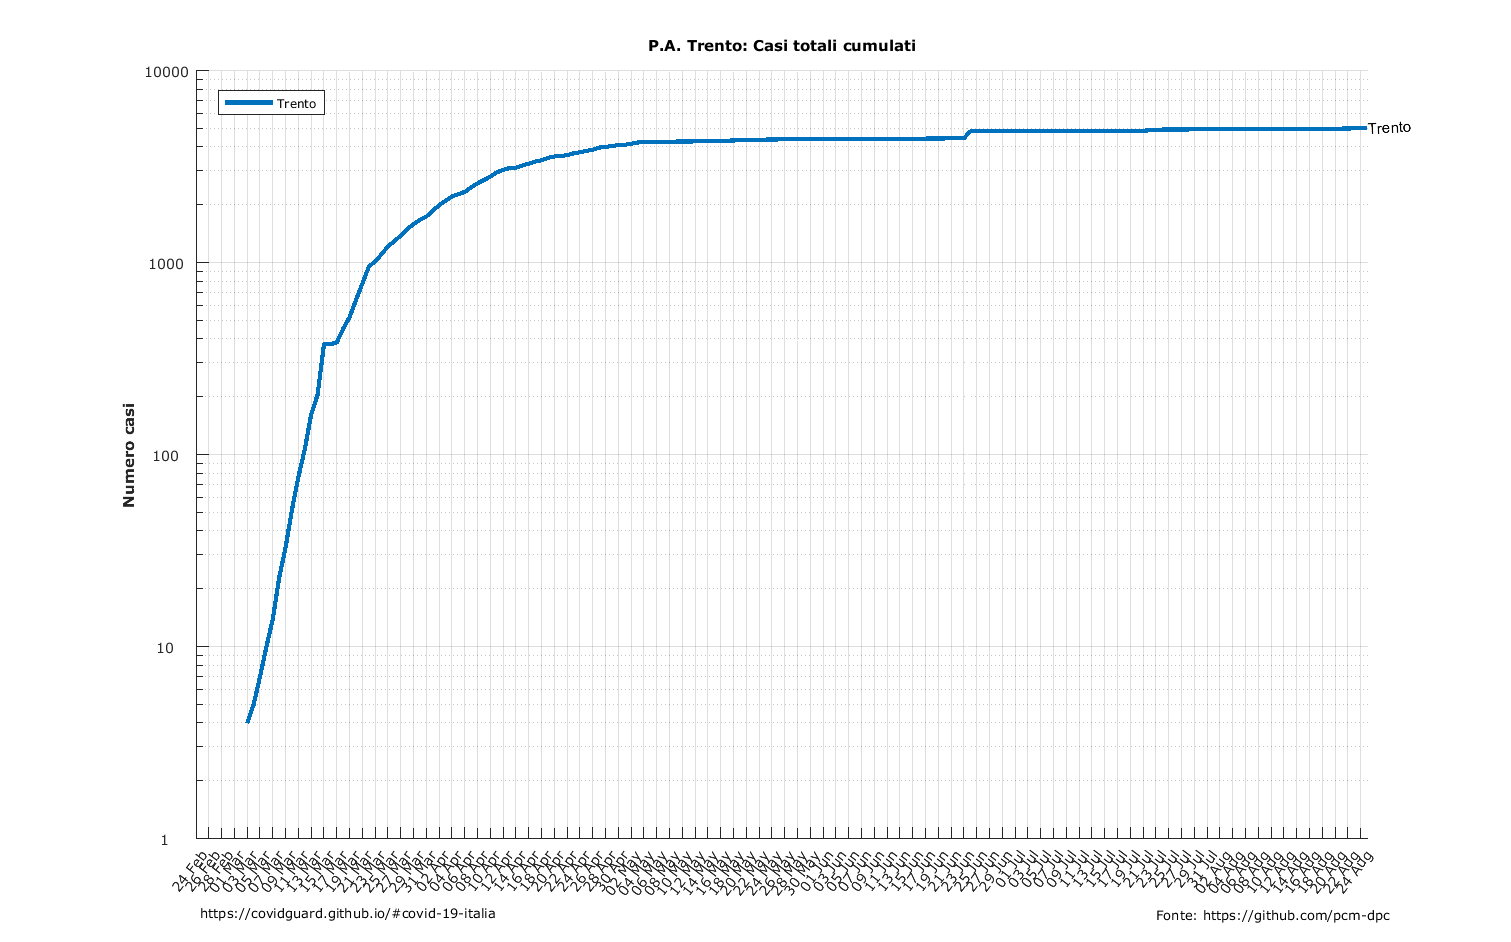 P.A. Trento: Casi totali cumulati
10000
1000
100
10
1
Numero casi
Trento
Trento
24 Feb
26 Feb
28 Feb
01 Mar
03 Mar
05 Mar
07 Mar
09 Mar
11 Mar
13 Mar
15 Mar
17 Mar
19 Mar
21 Mar
23 Mar
25 Mar
27 Mar
29 Mar
31 Mar
02 Apr
04 Apr
06 Apr
08 Apr
10 Apr
12 Apr
14 Apr
16 Apr
18 Apr
20 Apr
22 Apr
24 Apr
26 Apr
28 Apr
30 Apr
02 May
04 May
06 May
08 May
10 May
12 May
14 May
16 May
18 May
20 May
22 May
24 May
26 May
28 May
30 May
01 Jun
03 Jun
05 Jun
07 Jun
09 Jun
11 Jun
13 Jun
15 Jun
17 Jun
19 Jun
21 Jun
23 Jun
25 Jun
27 Jun
29 Jun
01 Jul
03 Jul
05 Jul
07 Jul
09 Jul
11 Jul
13 Jul
15 Jul
17 Jul
19 Jul
21 Jul
23 Jul
25 Jul
27 Jul
29 Jul
31 Jul
02 Aug
04 Aug
06 Aug
08 Aug
10 Aug
12 Aug
14 Aug
16 Aug
18 Aug
20 Aug
22 Aug
24 Aug
https://covidguard.github.io/#covid-19-italia
Fonte: https://github.com/pcm-dpc